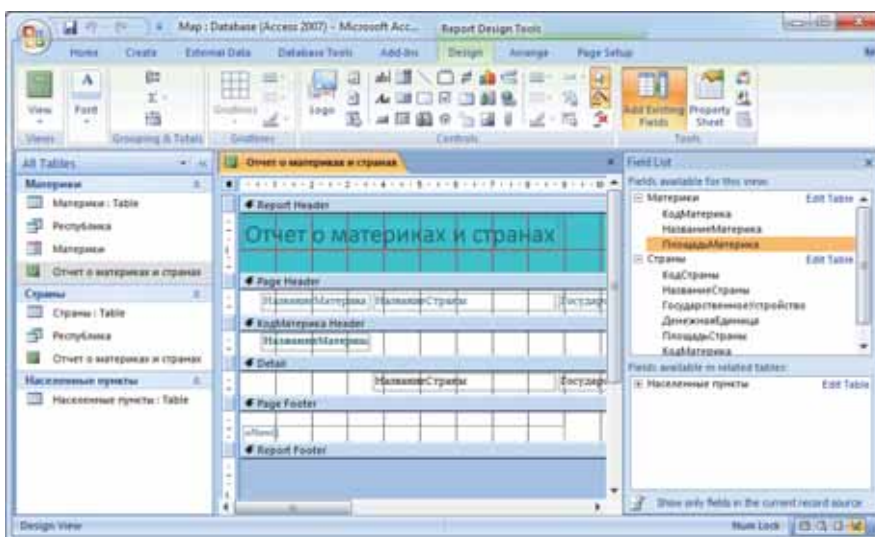 Map : Database (Access 2007) - Microsoft Acc...
Report Design Tools
Home Create External Data Database Tools Add-Ins Design Arrange Page Setup
View
Font
Gridlines
Logo
Add Existing Fields
Property Sheet
Views
Grouping & Totals
Gridlines
Controls
Tools
All Tables
Материки
Материки : Table
Республика
Материки
Отчет о материках и странах
Страны
Страны : Table
Республика
Отчет о материках и странах
Населенные пункты
Населенные пункты : Table
Отчет о материках и странах
Report Header
Отчет о материках и странах
Page Header
НазваниеМатерика НазваниеСтраны Государ
КодМатерика Header
НазваниеМатерика
Detail
НазваниеСтраны Государ
Page Footer
=Now()
Report Footer
Field List
Fields available for this view:
Материки Edit Table
КодМатерика
НазваниеМатерика
ПлощадьМатерика
Страны Edit Table
КодСтраны
НазваниеСтраны
ГосударственноеУстройство
ДенежнаяЕдиница
ПлощадьСтраны
КодМатерика
Fields available in related tables:
Населенные пункты Edit Table
Show only fields in the current record source
Design View
Num Lock